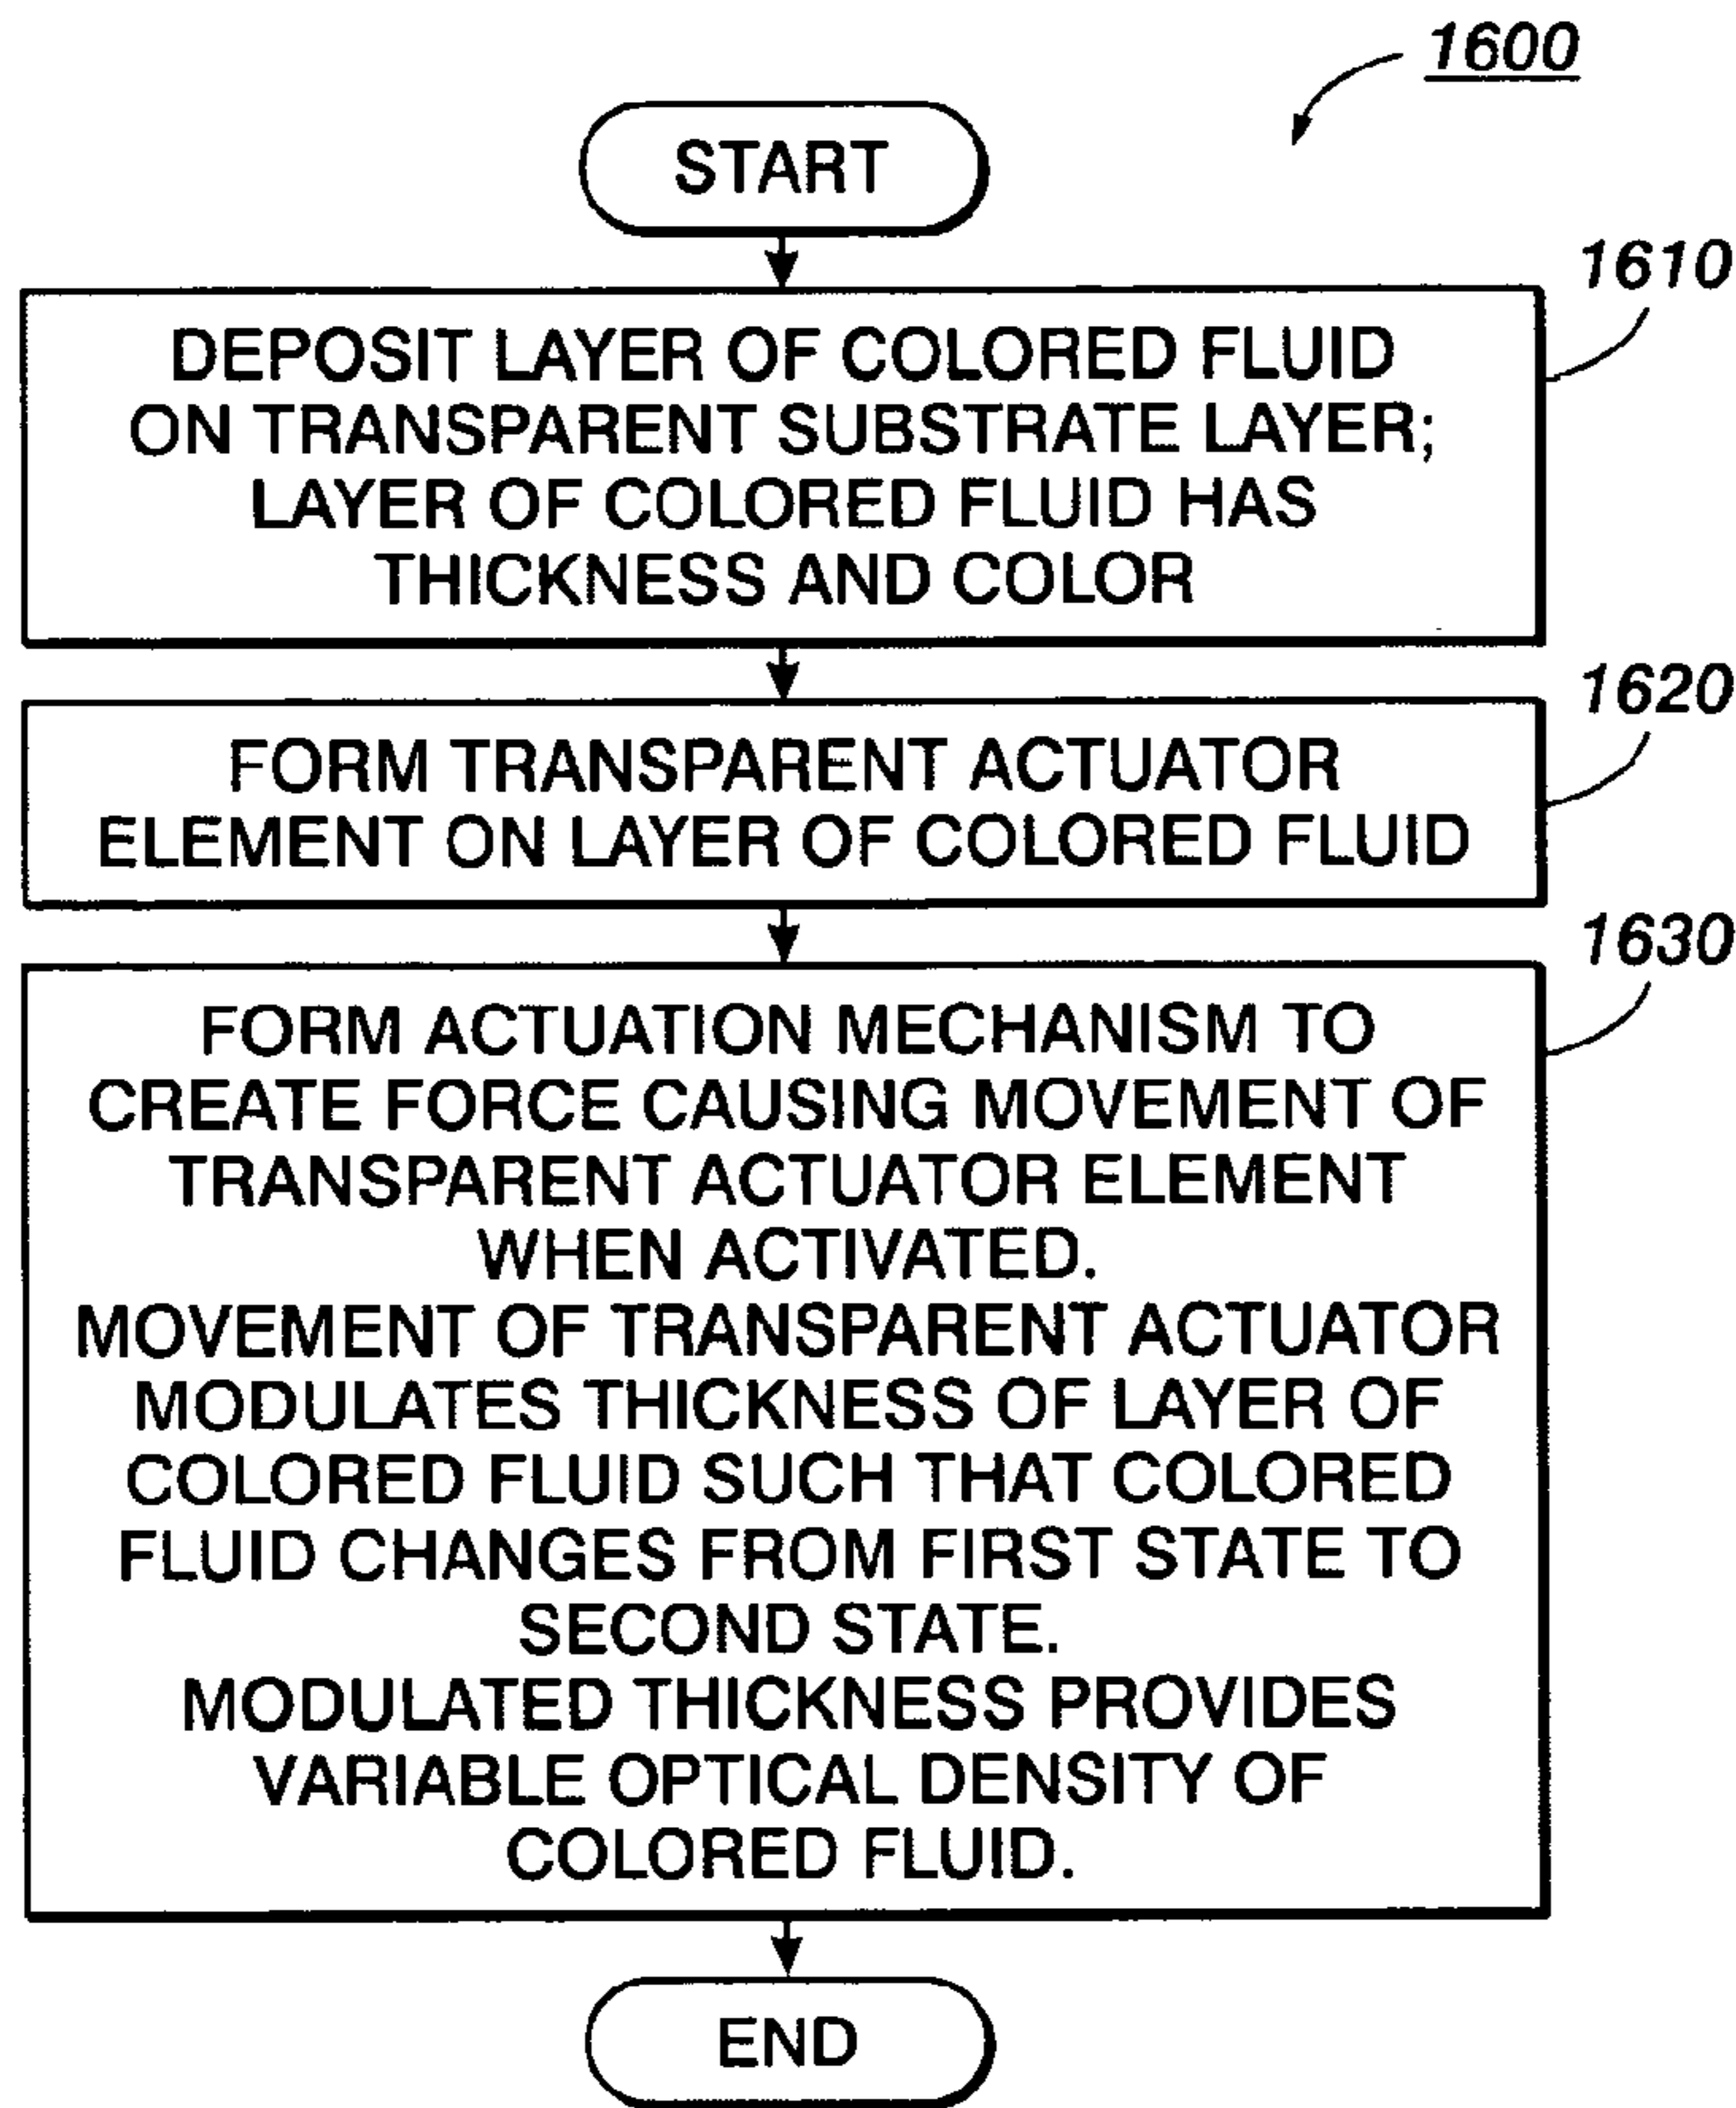 1600
START
1610
DEPOSIT LAYER OF COLORED FLUID
ON TRANSPARENT SUBSTRATE LAYER;
LAYER OF COLORED FLUID HAS
THICKNESS AND COLOR
1620
FORM TRANSPARENT ACTUATOR
ELEMENT ON LAYER OF COLORED FLUID
1630
FORM ACTUATION MECHANISM TO
CREATE FORCE CAUSING MOVEMENT OF
TRANSPARENT ACTUATOR ELEMENT
WHEN ACTIVATED.
MOVEMENT OF TRANSPARENT ACTUATOR
MODULATES THICKNESS OF LAYER OF
COLORED FLUID SUCH THAT COLORED
FLUID CHANGES FROM FIRST STATE TO
SECOND STATE.
MODULATED THICKNESS PROVIDES
VARIABLE OPTICAL DENSITY OF
COLORED FLUID.
END